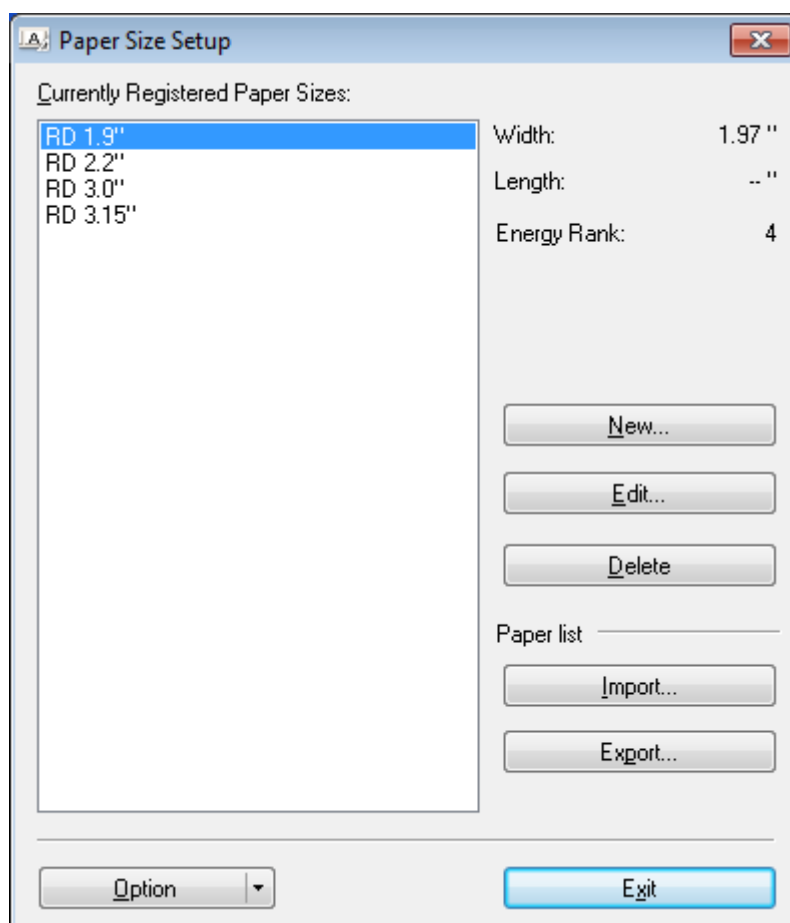 Paper Size Setup
Currently Registered Paper Sizes:
RD 1.9"
RD 2.2"
RD 3.0"
RD 3.15"
Width: 1.97 "
Length: -- "
Energy Rank: 4
New...
Edit...
Delete
Paper list
Import...
Export...
Option
Exit